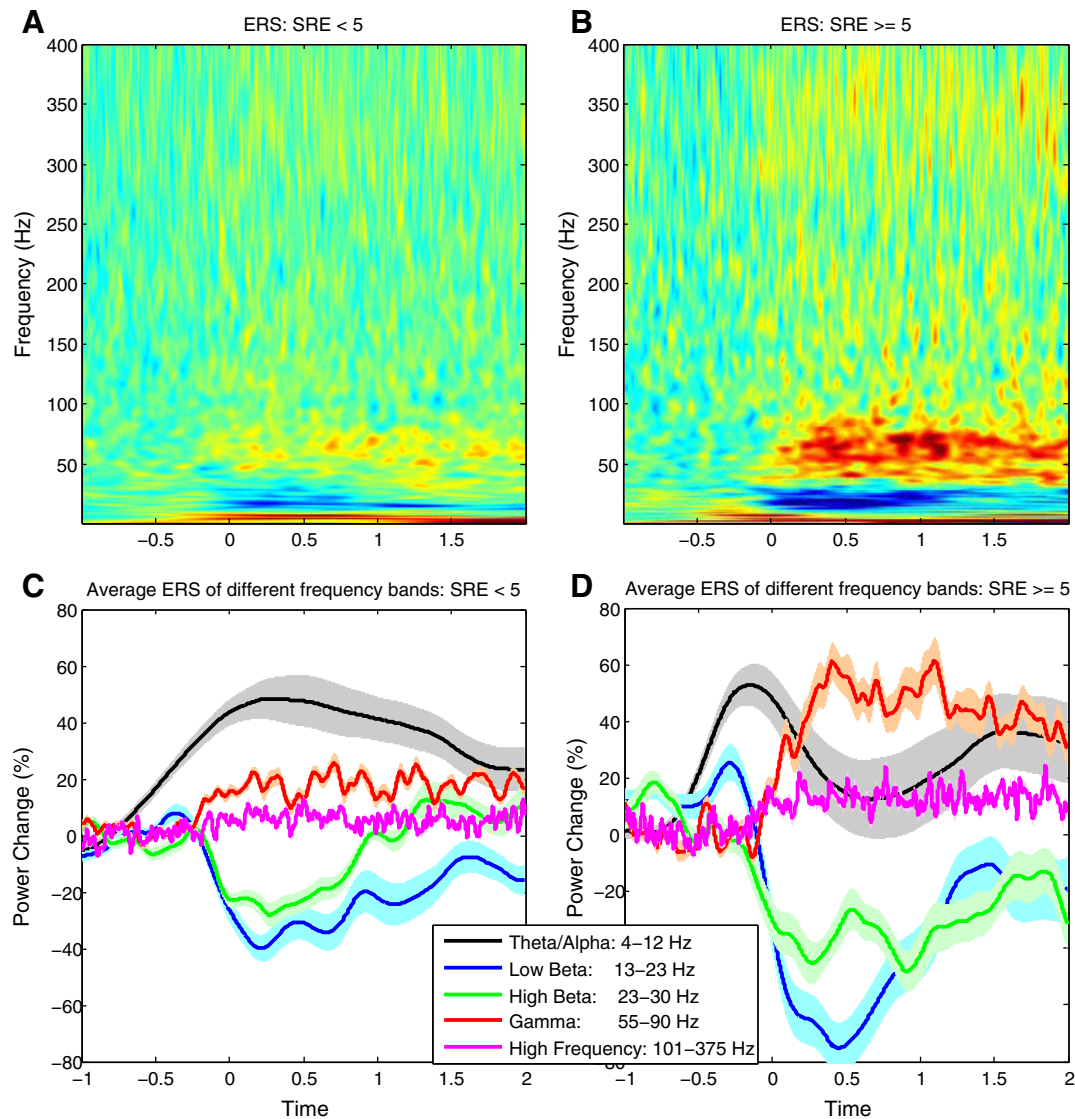 A
ERS: SRE < 5
400
350
300
250
200
150
100
50
Frequency (Hz)
−0.5
0
0.5
1
1.5
B
ERS: SRE >= 5
400
350
300
250
200
150
100
50
Frequency (Hz)
−0.5
0
0.5
1
1.5
C
Average ERS of different frequency bands: SRE < 5
80
60
40
20
0
−20
−40
−60
−80
Power Change (%)
−1
−0.5
0
0.5
1
1.5
2
Time
D
Average ERS of different frequency bands: SRE >= 5
80
60
40
20
0
−20
80
Power Change (%)
−1
−0.5
0
0.5
1
1.5
2
Time
Theta/Alpha: 4−12 Hz
Low Beta: 13−23 Hz
High Beta: 23−30 Hz
Gamma: 55−90 Hz
High Frequency: 101−375 Hz